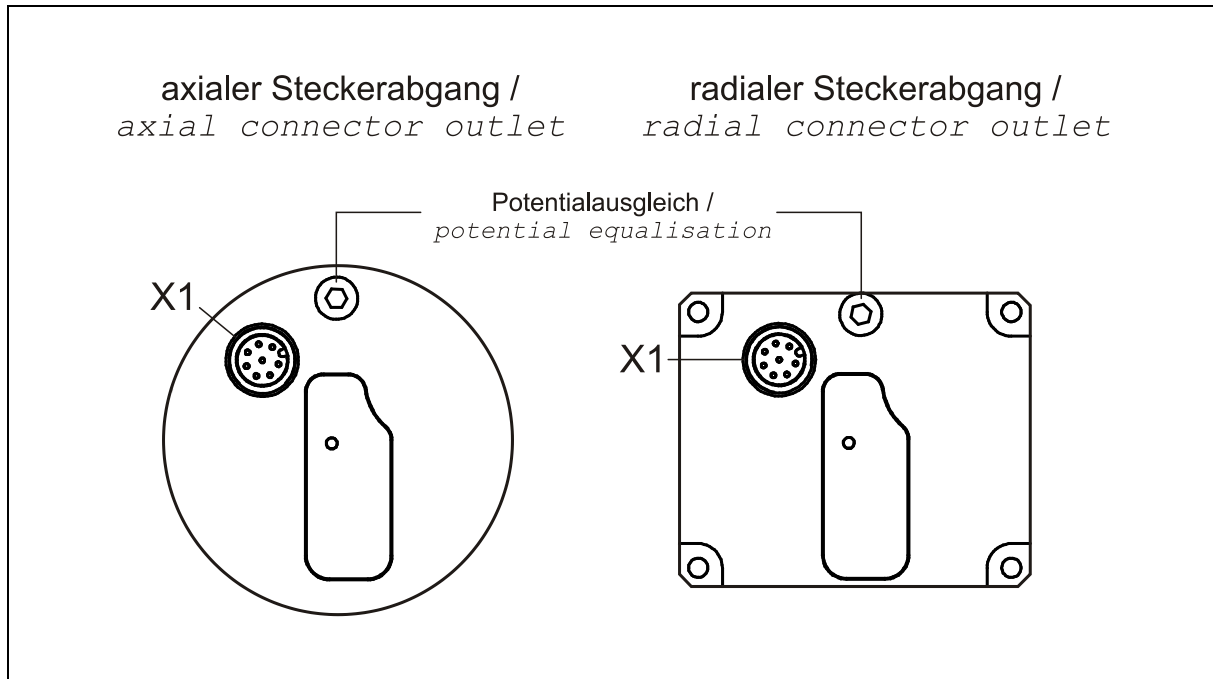 axialer Steckerabgang /
axial connector outlet
radialer Steckerabgang /
radial connector outlet
Potentialausgleich /
potential equalisation
X1
X1